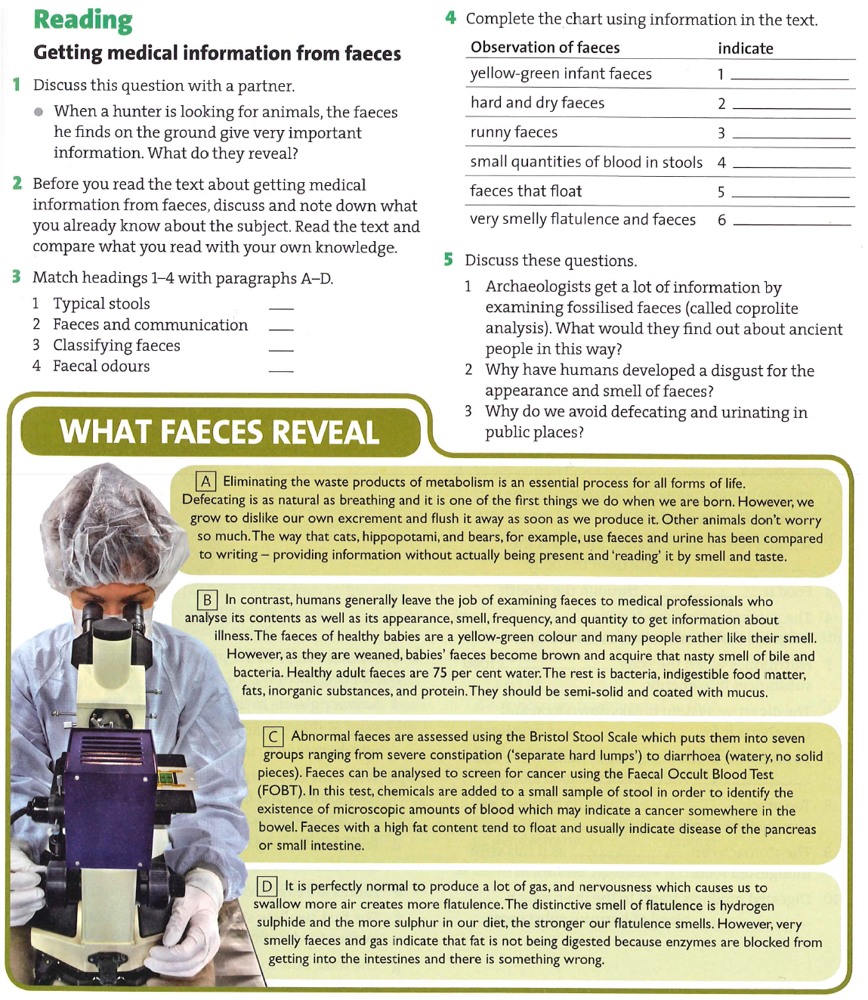 Reading
Getting medical information from faeces
1 Discuss this question with a partner.
● When a hunter is looking for animals, the faeces
he finds on the ground give very important
information. What do they reveal?
2 Before you read the text about getting medical
information from faeces, discuss and note down what
you already know about the subject. Read the text and
compare what you read with your own knowledge.
3 Match headings 1–4 with paragraphs A–D.
1 Typical stools ___
2 Faeces and communication ___
3 Classifying faeces ___
4 Faecal odours ___
4 Complete the chart using information in the text.
Observation of faeces indicate
yellow-green infant faeces 1 ___
hard and dry faeces 2 ___
runny faeces 3 ___
small quantities of blood in stools 4 ___
faeces that float 5 ___
very smelly flatulence and faeces 6 ___
5 Discuss these questions.
1 Archaeologists get a lot of information by
examining fossilised faeces (called coprolite
analysis). What would they find out about ancient
people in this way?
2 Why have humans developed a disgust for the
appearance and smell of faeces?
3 Why do we avoid defecating and urinating in
public places?
WHAT FAECES REVEAL
A Eliminating the waste products of metabolism is an essential process for all forms of life.
Defecating is as natural as breathing and it is one of the first things we do when we are born. However, we
grow to dislike our own excrement and flush it away as soon as we produce it. Other animals don't worry
so much. The way that cats, hippopotami, and bears, for example, use faeces and urine has been compared
to writing – providing information without actually being present and 'reading' it by smell and taste.
B In contrast, humans generally leave the job of examining faeces to medical professionals who
analyse its contents as well as its appearance, smell, frequency, and quantity to get information about
illness. The faeces of healthy babies are a yellow-green colour and many people rather like their smell.
However, as they are weaned, babies' faeces become brown and acquire that nasty smell of bile and
bacteria. Healthy adult faeces are 75 per cent water. The rest is bacteria, indigestible food matter,
fats, inorganic substances, and protein. They should be semi-solid and coated with mucus.
C Abnormal faeces are assessed using the Bristol Stool Scale which puts them into seven
groups ranging from severe constipation ('separate hard lumps') to diarrhoea (watery, no solid
pieces). Faeces can be analysed to screen for cancer using the Faecal Occult Blood Test
(FOBT). In this test, chemicals are added to a small sample of stool in order to identify the
existence of microscopic amounts of blood which may indicate a cancer somewhere in the
bowel. Faeces with a high fat content tend to float and usually indicate disease of the pancreas
or small intestine.
D It is perfectly normal to produce a lot of gas, and nervousness which causes us to
swallow more air creates more flatulence. The distinctive smell of flatulence is hydrogen
sulphide and the more sulphur in our diet, the stronger our flatulence smells. However, very
smelly faeces and gas indicate that fat is not being digested because enzymes are blocked from
getting into the intestines and there is something wrong.